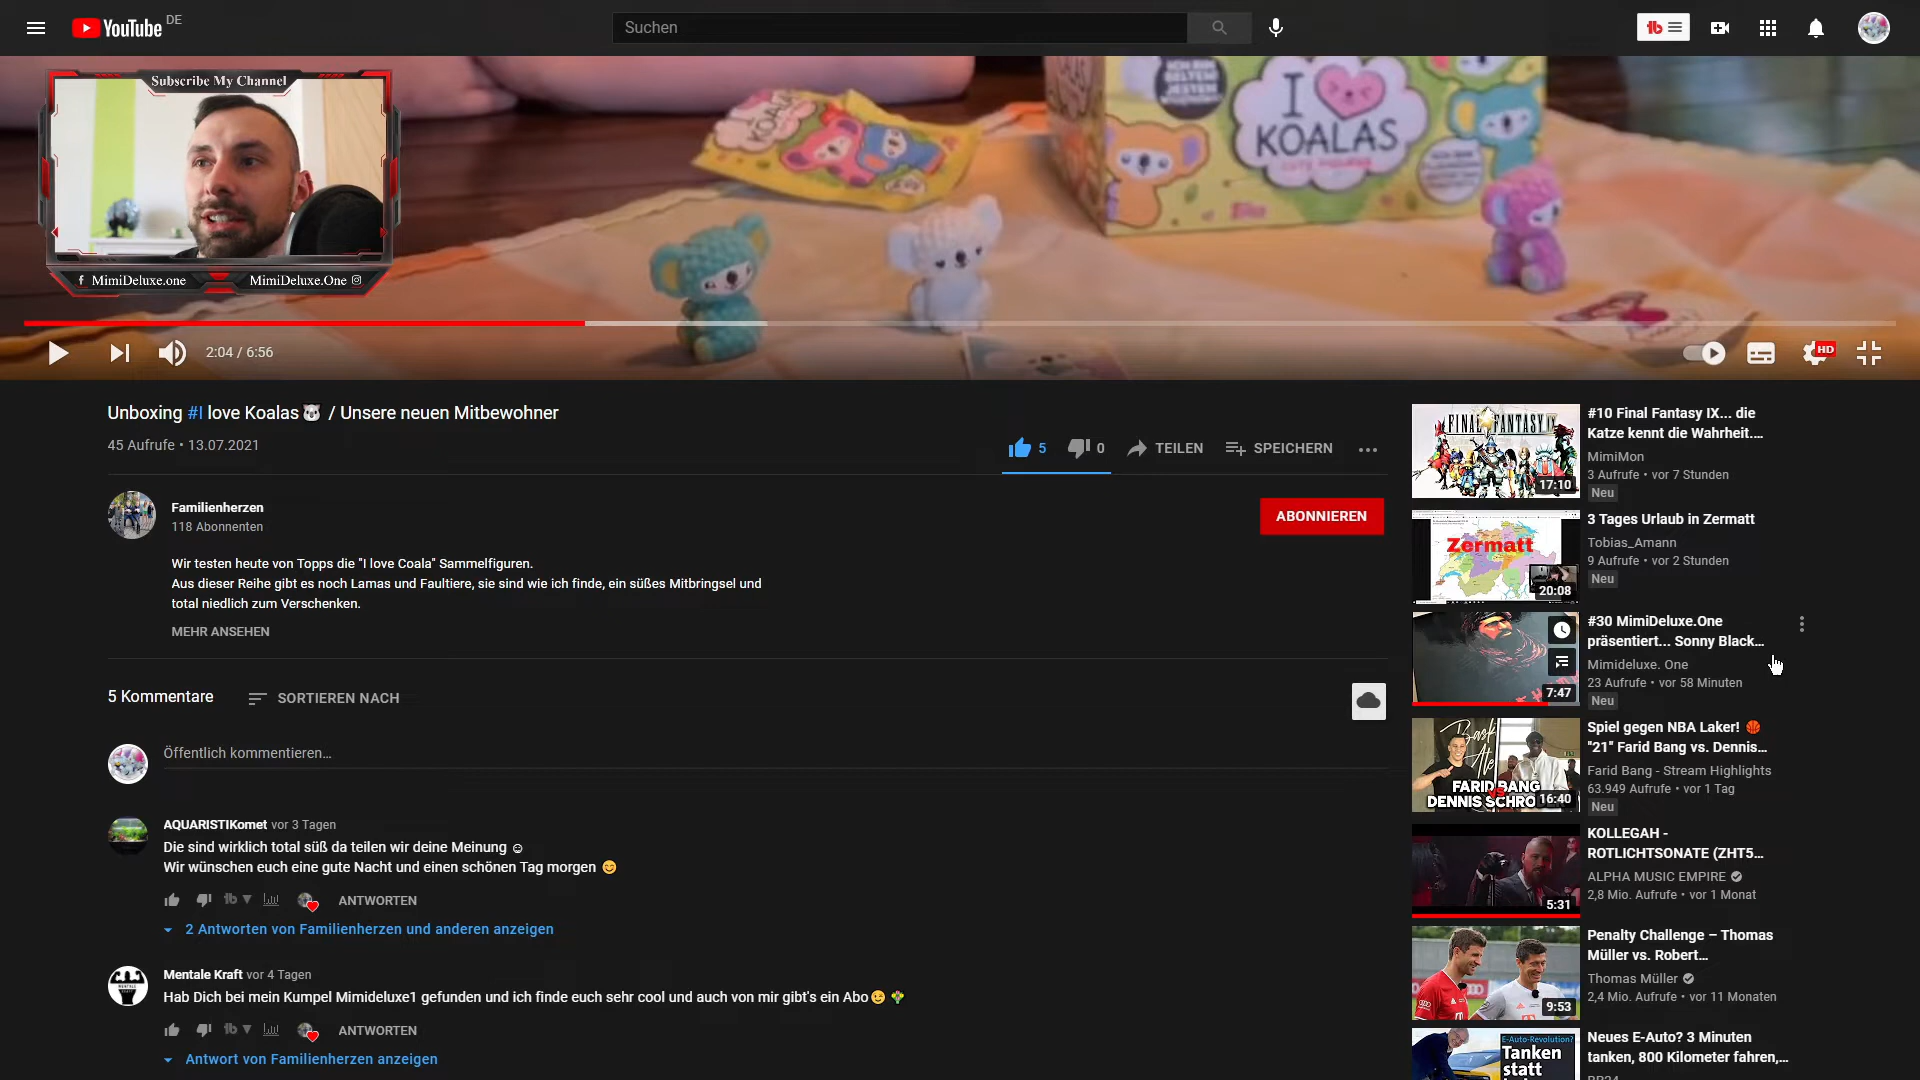 YouTube DE
Suchen
Subscribe My Channel
MimiDeluxe.one
MimiDeluxe.One
I
KOALAS
KOALAS
2:04 / 6:56
HD
Unboxing #I love Koalas🐨 / Unsere neuen Mitbewohner
45 Aufrufe • 13.07.2021
5
0
TEILEN
SPEICHERN
Familienherzen
118 Abonnenten
ABONNIEREN
Wir testen heute von Topps die "I love Coala" Sammelfiguren.
Aus dieser Reihe gibt es noch Lamas und Faultiere, sie sind wie ich finde, ein süßes Mitbringsel und
total niedlich zum Verschenken.
MEHR ANSEHEN
5 Kommentare
SORTIEREN NACH
Öffentlich kommentieren...
AQUARISTIKomet vor 3 Tagen
Die sind wirklich total süß da teilen wir deine Meinung ☺
Wir wünschen euch eine gute Nacht und einen schönen Tag morgen 😊
ANTWORTEN
2 Antworten von Familienherzen und anderen anzeigen
Mentale Kraft vor 4 Tagen
Hab Dich bei mein Kumpel Mimideluxe1 gefunden und ich finde euch sehr cool und auch von mir gibt's ein Abo😉💐
ANTWORTEN
Antwort von Familienherzen anzeigen
FINAL FANTASY IX
17:10
#10 Final Fantasy IX... die
Katze kennt die Wahrheit....
MimiMon
3 Aufrufe • vor 7 Stunden
Neu
Zermatt
20:08
3 Tages Urlaub in Zermatt
Tobias_Amann
9 Aufrufe • vor 2 Stunden
Neu
7:47
#30 MimiDeluxe.One
präsentiert... Sonny Black...
Mimideluxe. One
23 Aufrufe • vor 58 Minuten
Neu
FARID BANG
VS
DENNIS SCHRO
16:40
Spiel gegen NBA Laker! 🏀
"21" Farid Bang vs. Dennis...
Farid Bang - Stream Highlights
63.949 Aufrufe • vor 1 Tag
Neu
5:31
KOLLEGAH -
ROTLICHTSONATE (ZHT5...
ALPHA MUSIC EMPIRE
2,8 Mio. Aufrufe • vor 1 Monat
9:53
Penalty Challenge – Thomas
Müller vs. Robert...
Thomas Müller
2,4 Mio. Aufrufe • vor 11 Monaten
E-Auto-Revolution?
Tanken
statt
Neues E-Auto? 3 Minuten
tanken, 800 Kilometer fahren,...